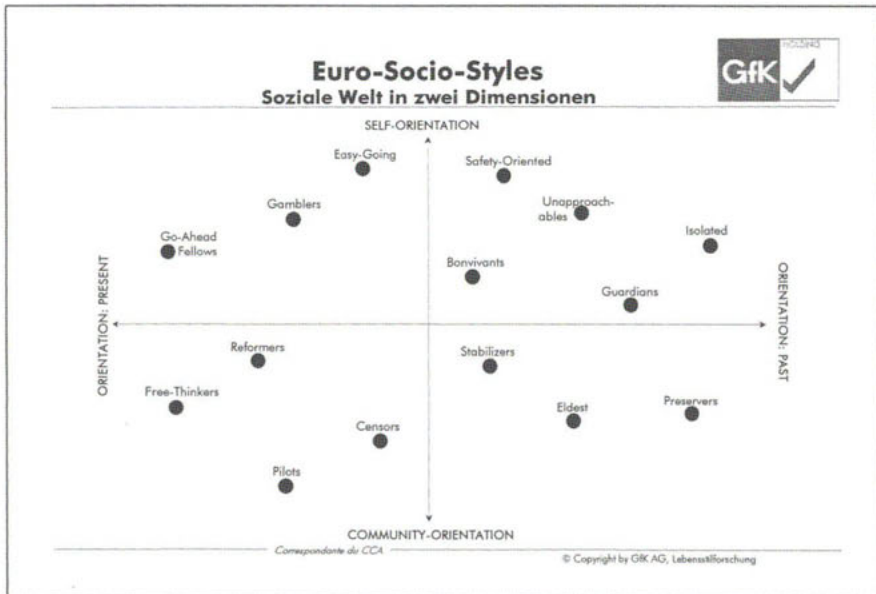 HOLDING
GfK
Euro-Socio-Styles
Soziale Welt in zwei Dimensionen
SELF-ORIENTATION
Easy-Going
Safety-Oriented
Gamblers
Unapproach-
ables
Go-Ahead
Fellows
Isolated
Bonvivants
Guardians
ORIENTATION: PRESENT
ORIENTATION: PAST
Reformers
Stabilizers
Free-Thinkers
Eldest
Preservers
Censors
Pilots
COMMUNITY-ORIENTATION
Correspondante du CCA
© Copyright by GfK AG, Lebensstilforschung